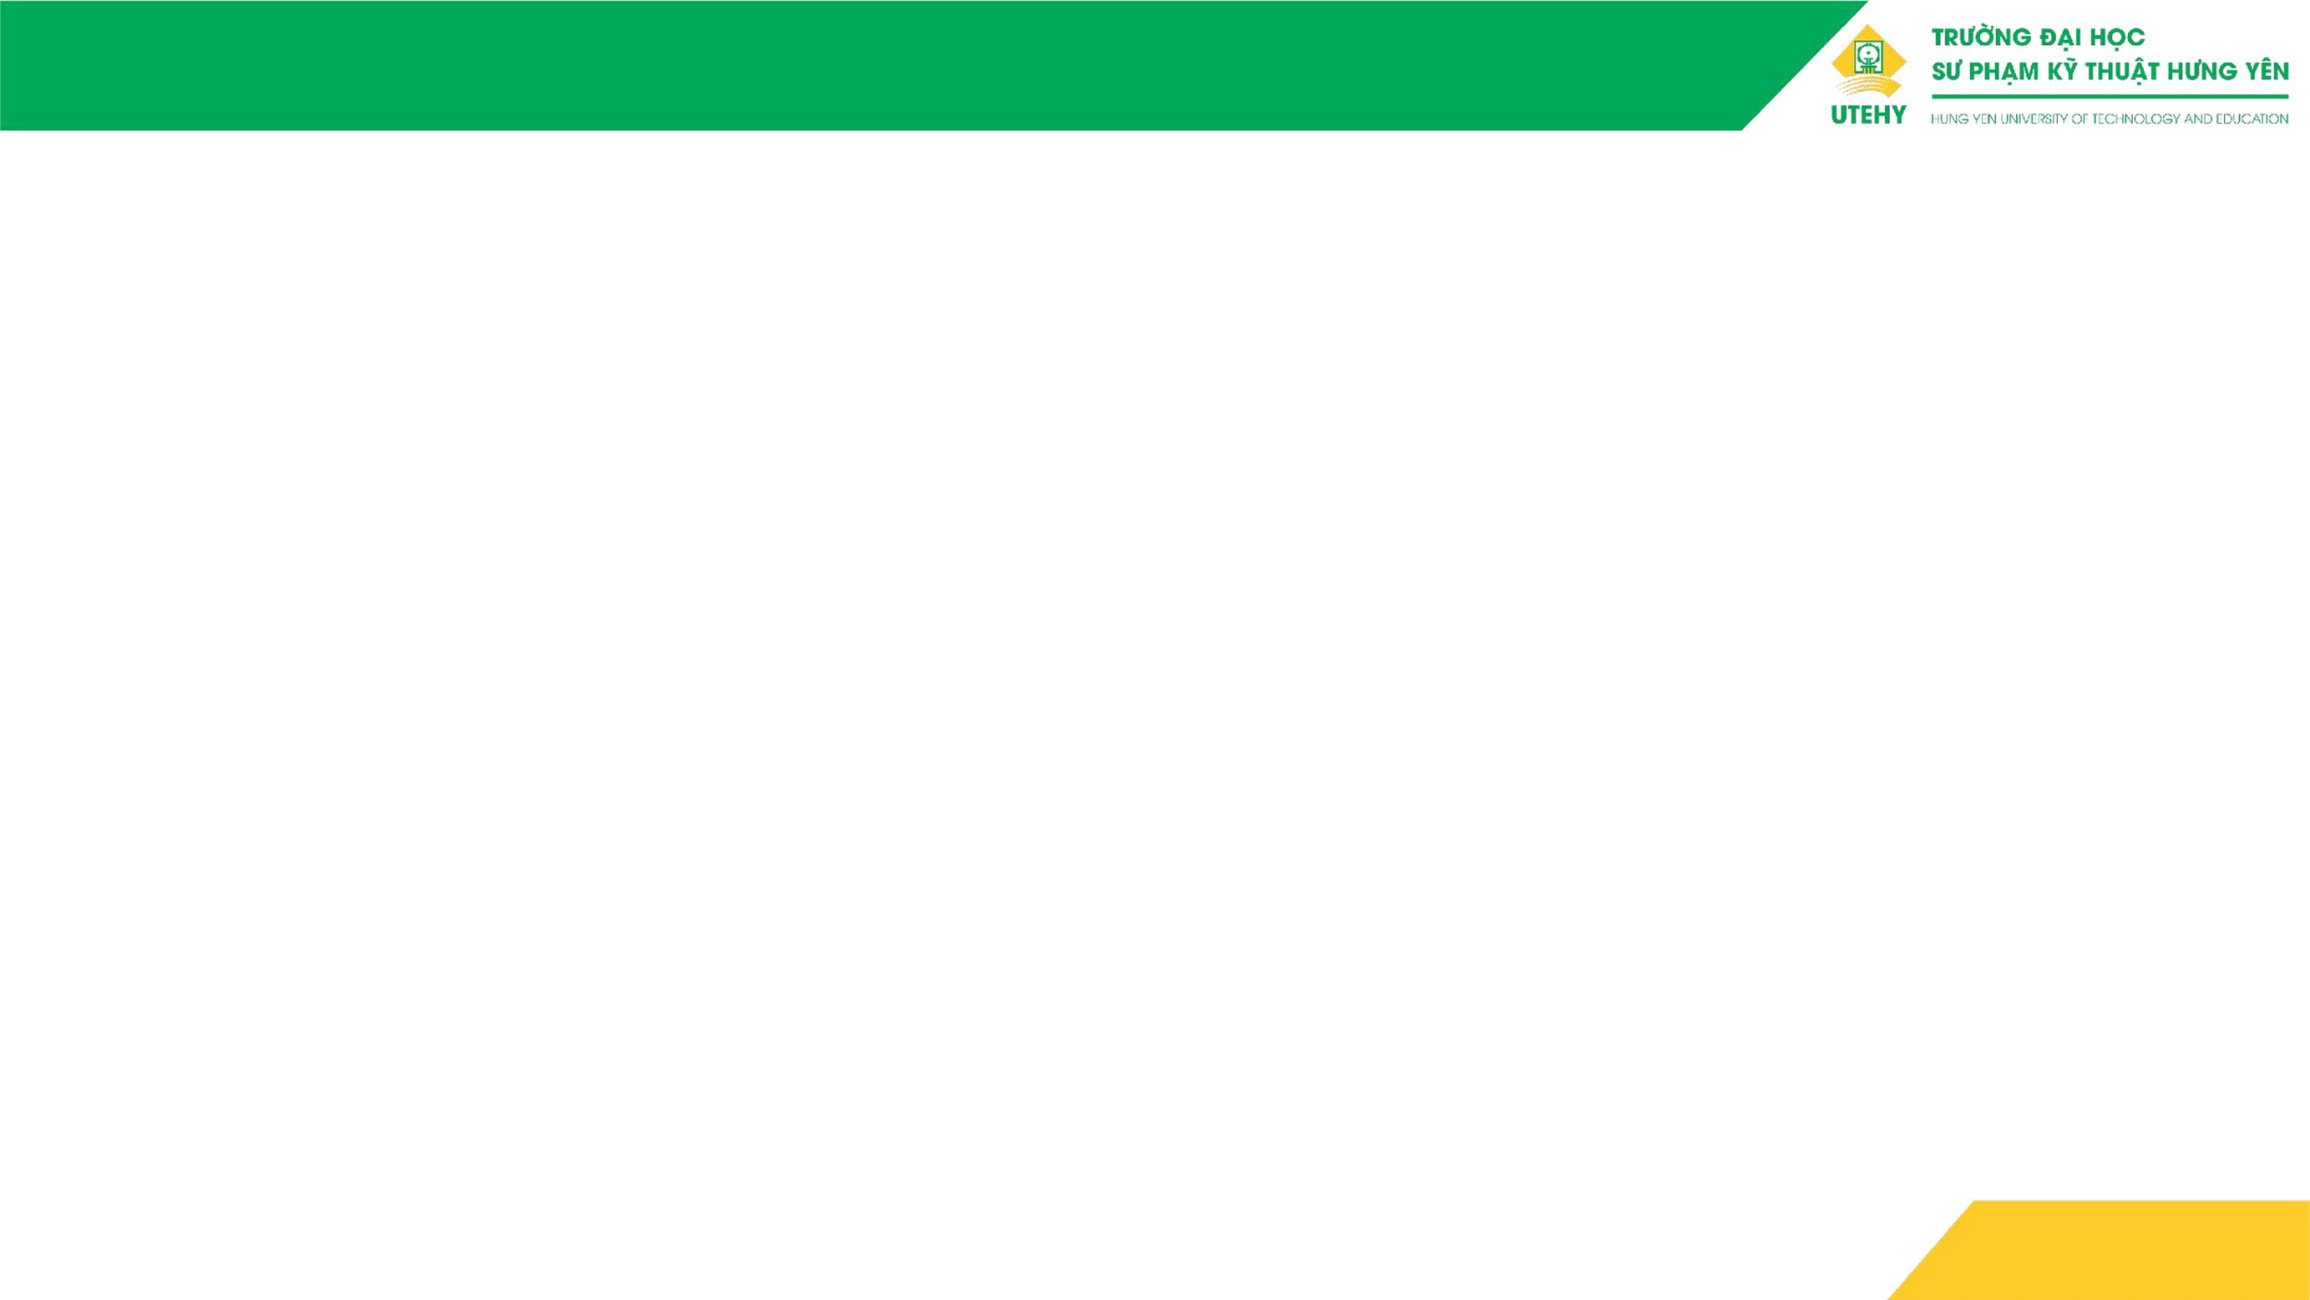 TRƯỜNG ĐẠI HỌC
SƯ PHẠM KỸ THUẬT HƯNG YÊN
UTEHY
HUNG YEN UNIVERSITY OF TECHNOLOGY AND EDUCATION